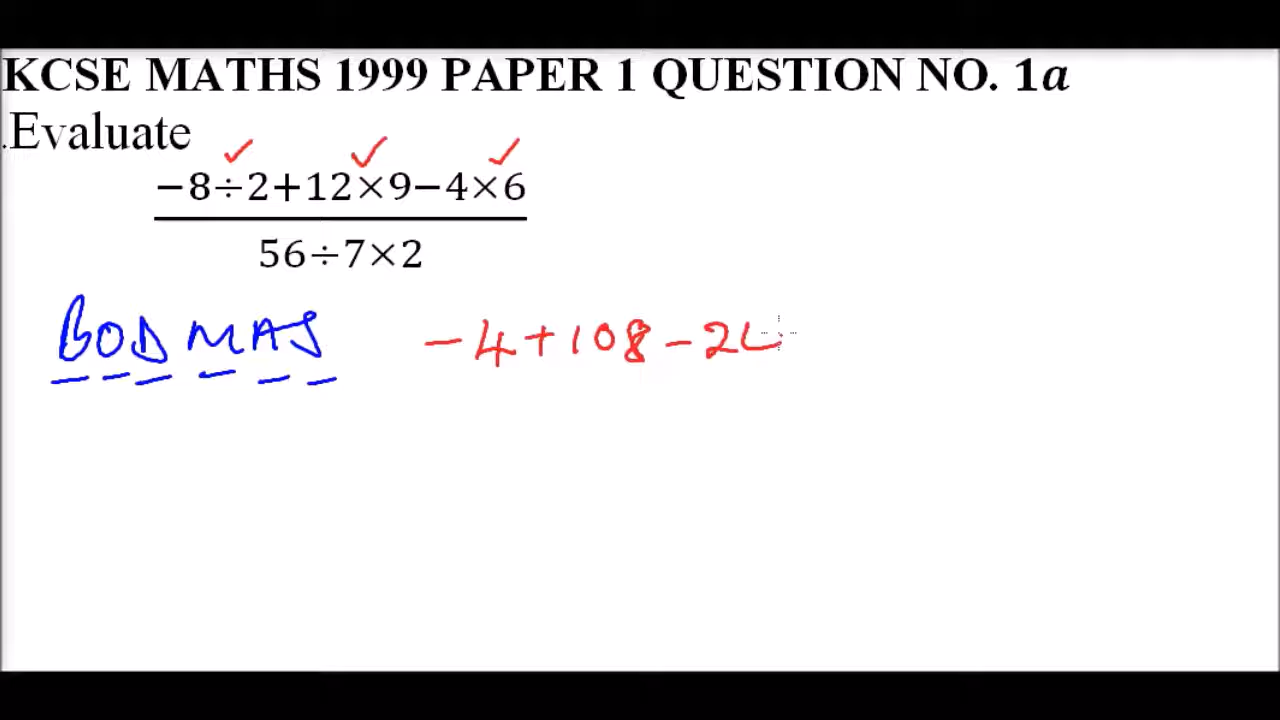 KCSE MATHS 1999 PAPER 1 QUESTION NO. 1a
.Evaluate
−8÷2+12×9−4×6
56÷7×2
BODMAS −4+108−24